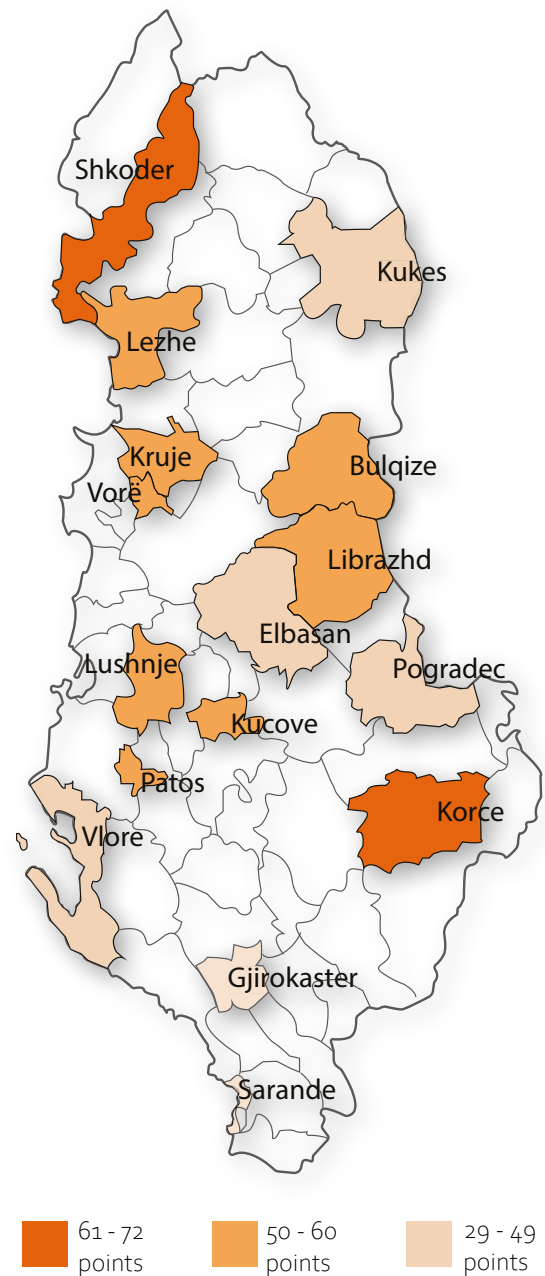 Shkoder
Kukes
Lezhe
Kruje
Bulqize
Vorë
Librazhd
Elbasan
Lushnje
Pogradec
Kucove
Patos
Korce
Vlore
Gjirokaster
Sarande
61 - 72
points
50 - 60
points
29 - 49
points